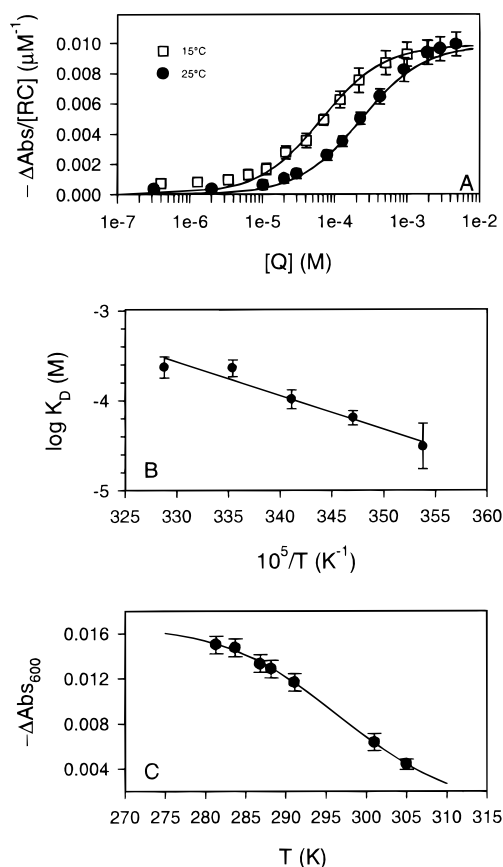 − ΔAbs/[RC] (μM⁻¹)
0.010
0.008
0.006
0.004
0.002
0.000
15°C
25°C
A
1e-7 1e-6 1e-5 1e-4 1e-3 1e-2
[Q] (M)
log K_D (M)
-3
-4
-5
B
325 330 335 340 345 350 355 360
10⁵/T (K⁻¹)
−ΔAbs₆₀₀
0.016
0.012
0.008
0.004
C
270 275 280 285 290 295 300 305 310 315
T (K)